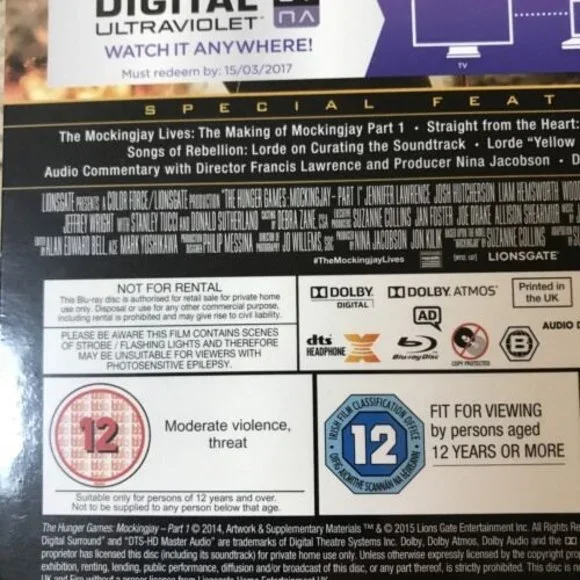 DIGITAL
ULTRAVIOLET
WATCH IT ANYWHERE!
Must redeem by: 15/03/2017
TV
SPECIAL FEAT
The Mockingjay Lives: The Making of Mockingjay Part 1 • Straight from the Heart:
Songs of Rebellion: Lorde on Curating the Soundtrack • Lorde “Yellow
Audio Commentary with Director Francis Lawrence and Producer Nina Jacobson • D
LIONSGATE PRESENTS A COLOR FORCE/LIONSGATE PRODUCTION "THE HUNGER GAMES: MOCKINGJAY - PART 1" JENNIFER LAWRENCE JOSH HUTCHERSON LIAM HEMSWORTH
JEFFREY WRIGHT WITH STANLEY TUCCI AND DONALD SUTHERLAND DEBRA ZANE, CSA SUZANNE COLLINS JAN FOSTER JOE DRAKE ALLISON SHEARMUR
ALAN EDWARD BELL, ACE MARK YOSHIKAWA PHILIP MESSINA JO WILLEMS, SBC NINA JACOBSON JON KILIK SUZANNE COLLINS
#TheMockingjayLives LIONSGATE
NOT FOR RENTAL
This Blu-ray disc is authorised for retail sale for private home
use only. Disposal or use for any other commercial purpose,
including rental is prohibited and may give rise to civil liability.
PLEASE BE AWARE THIS FILM CONTAINS SCENES
OF STROBE / FLASHING LIGHTS AND THEREFORE
MAY BE UNSUITABLE FOR VIEWERS WITH
PHOTOSENSITIVE EPILEPSY.
DOLBY
DIGITAL
DOLBY ATMOS
Printed in
the UK
AD
AUDIO D
dts
HEADPHONE X
Blu-ray Disc
COPY PROTECTED
B
12
Moderate violence,
threat
Suitable only for persons of 12 years and over.
Not to be supplied to any person below that age.
IRISH FILM CLASSIFICATION OFFICE
12
OIFIG AICMITHE SCANNÁN NA hÉIREANN
FIT FOR VIEWING
by persons aged
12 YEARS OR MORE
The Hunger Games: Mockingjay – Part 1 © 2014, Artwork & Supplementary Materials ™ & © 2015 Lions Gate Entertainment Inc. All Rights Re
Digital Surround" and "DTS-HD Master Audio" are trademarks of Digital Theatre Systems Inc. Dolby, Dolby Atmos, Dolby Audio and the
proprietor has licensed this disc (including its soundtrack) for private home use only. Unless otherwise expressly licensed by the copyright pro
exhibition, renting, lending, public performance, diffusion and/or broadcast of this disc, or any part thereof, is strictly prohibited. This disc is n